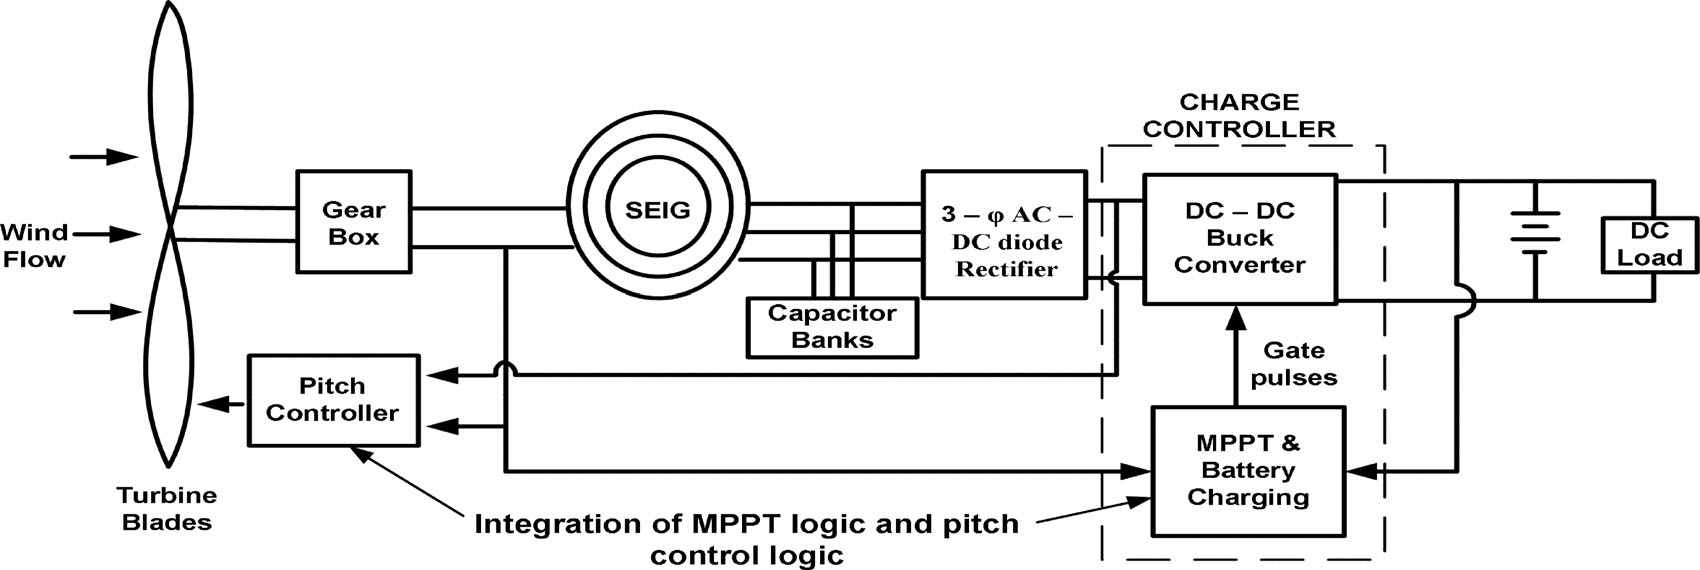 CHARGE
CONTROLLER
Wind
Flow
Gear
Box
SEIG
3 – φ AC –
DC diode
Rectifier
DC – DC
Buck
Converter
DC
Load
Capacitor
Banks
Gate
pulses
Pitch
Controller
MPPT &
Battery
Charging
Turbine
Blades
Integration of MPPT logic and pitch
control logic